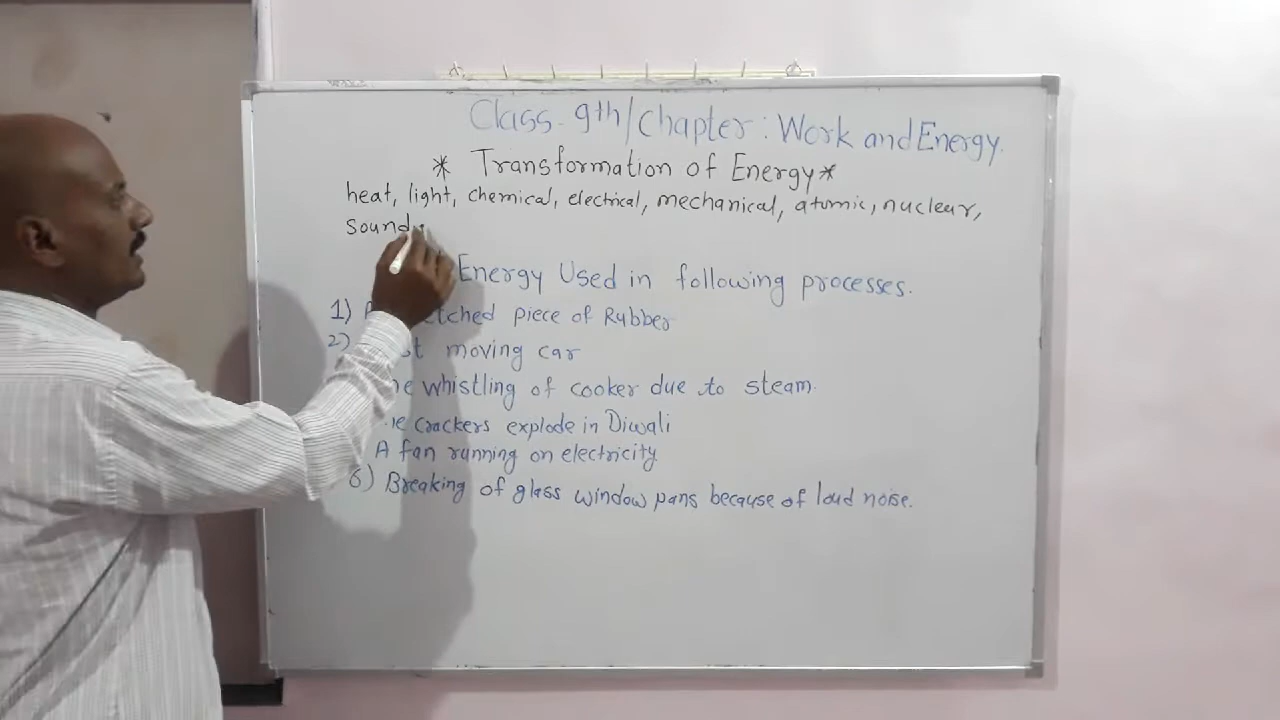 Class. 9th/Chapter: Work and Energy.
* Transformation of Energy *
heat, light, chemical, electrical, mechanical, atomic, nuclear,
sound
Energy Used in following processes.
1) piece of Rubber
2) moving car
whistling of cooker due to steam.
crackers explode in Diwali
A fan running on electricity
6) Breaking of glass window pans because of loud noise.